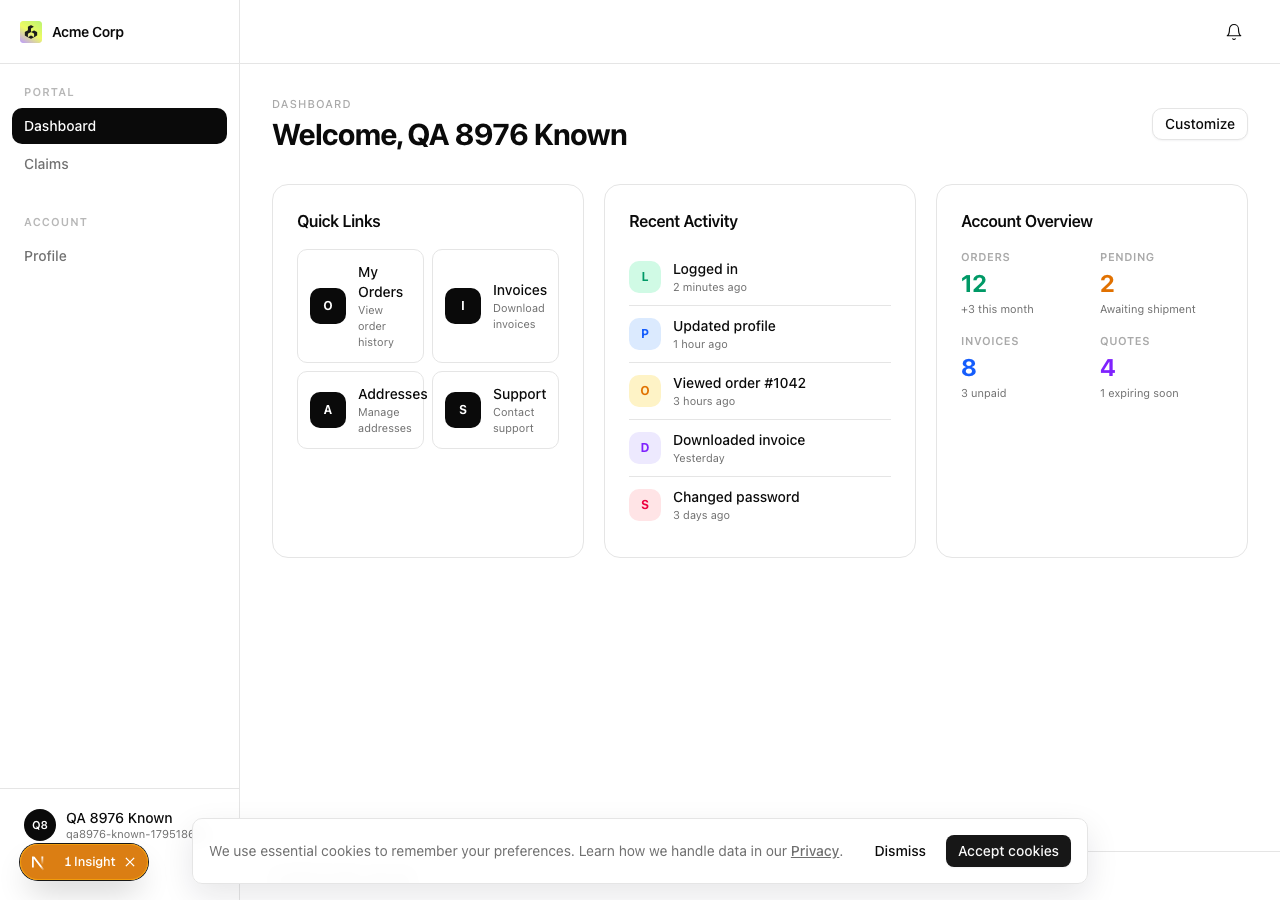 Acme Corp
PORTAL
Dashboard
Claims
ACCOUNT
Profile
DASHBOARD
Welcome, QA 8976 Known
Customize
Quick Links
O
My
Orders
View
order
history
I
Invoices
Download
invoices
A
Addresses
Manage
addresses
S
Support
Contact
support
Recent Activity
L
Logged in
2 minutes ago
P
Updated profile
1 hour ago
O
Viewed order #1042
3 hours ago
D
Downloaded invoice
Yesterday
S
Changed password
3 days ago
Account Overview
ORDERS
12
+3 this month
PENDING
2
Awaiting shipment
INVOICES
8
3 unpaid
QUOTES
4
1 expiring soon
Q8
QA 8976 Known
qa8976-known-1795186
N
1 Insight
We use essential cookies to remember your preferences. Learn how we handle data in our Privacy.
Dismiss
Accept cookies